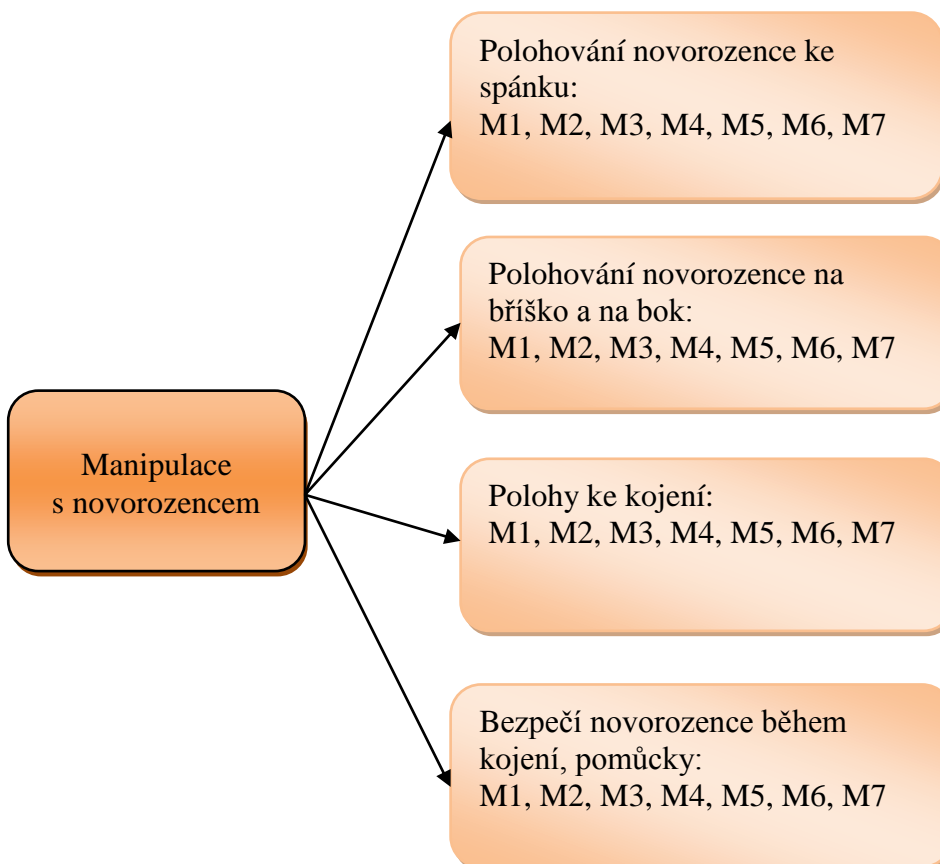 Polohování novorozence ke
spánku:
M1, M2, M3, M4, M5, M6, M7
Polohování novorozence na
bříško a na bok:
M1, M2, M3, M4, M5, M6, M7
Manipulace
s novorozencem
Polohy ke kojení:
M1, M2, M3, M4, M5, M6, M7
Bezpečí novorozence během
kojení, pomůcky:
M1, M2, M3, M4, M5, M6, M7